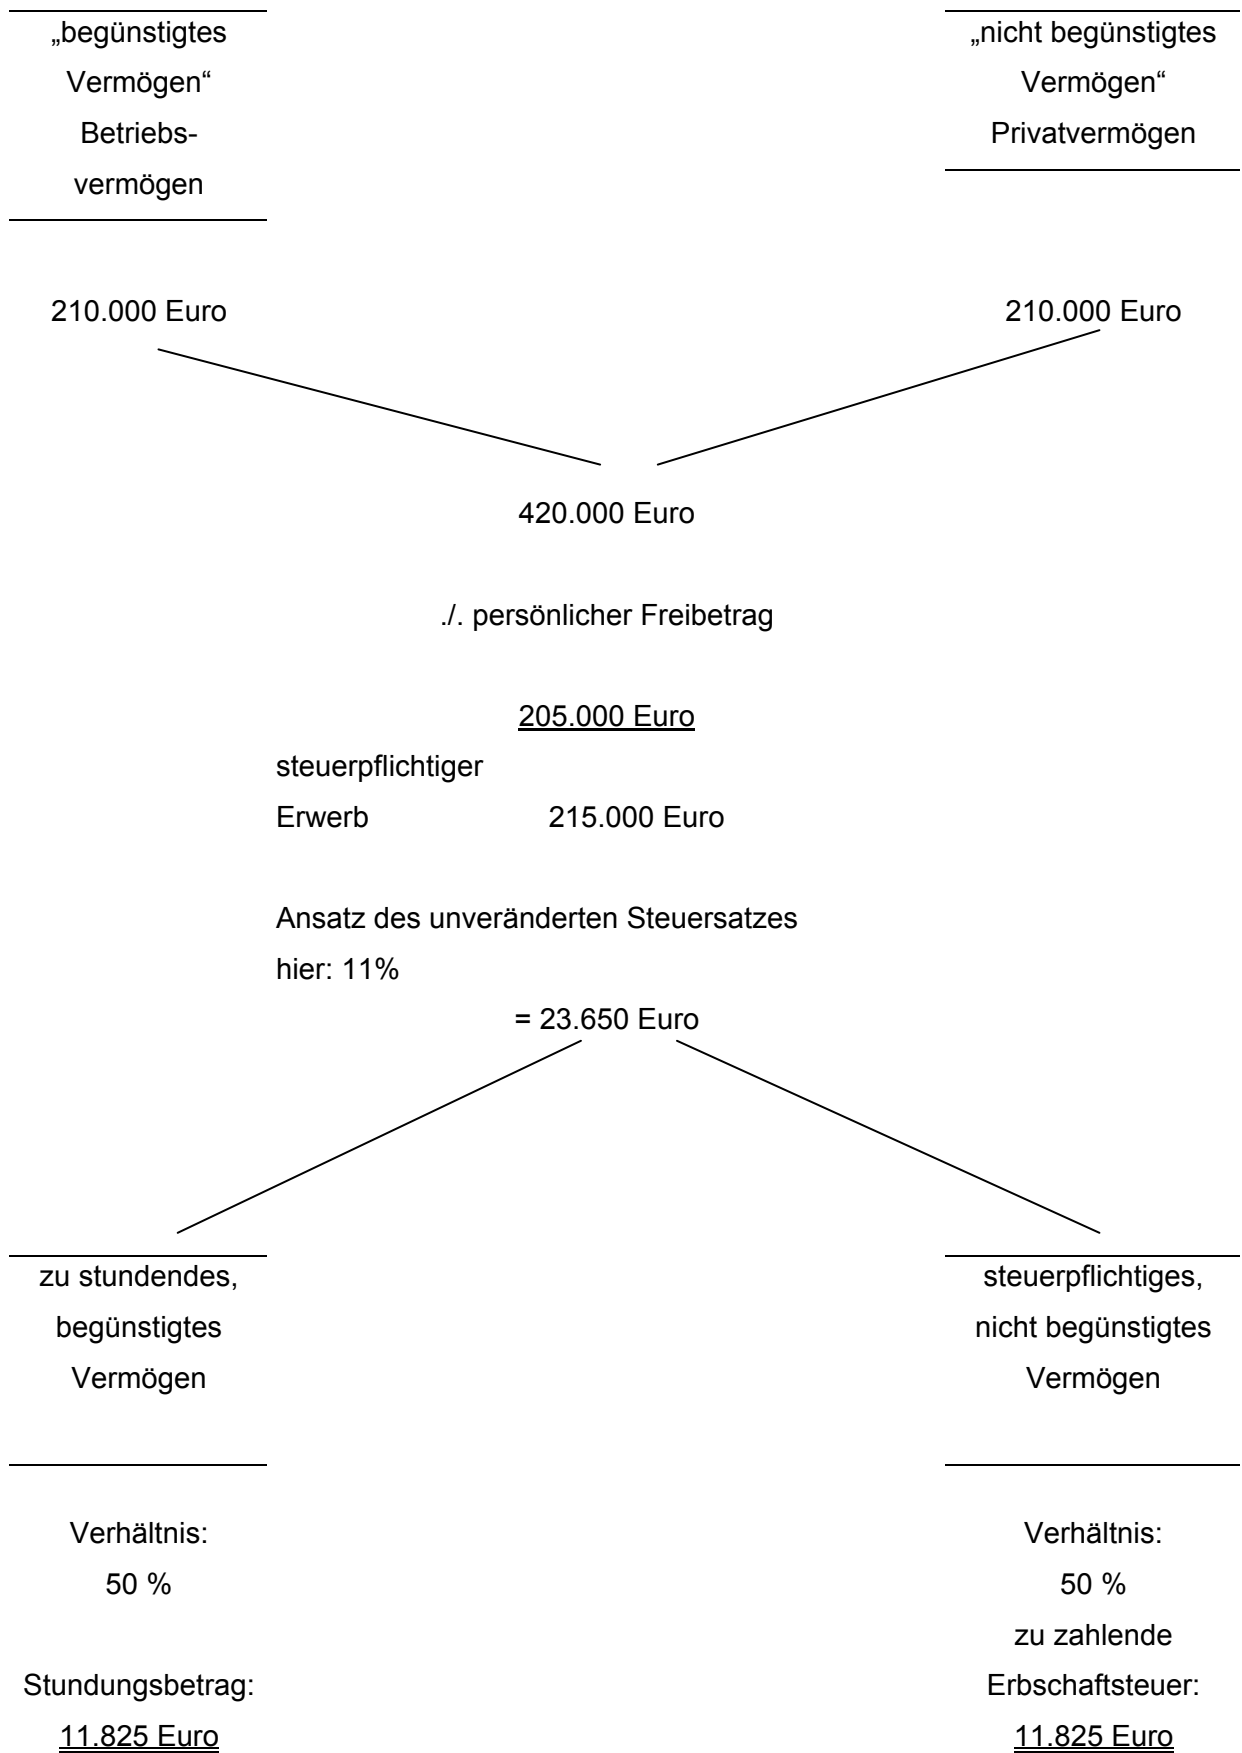 „begünstigtes
Vermögen“
Betriebs-
vermögen
„nicht begünstigtes
Vermögen“
Privatvermögen
210.000 Euro
210.000 Euro
420.000 Euro
./. persönlicher Freibetrag
205.000 Euro
steuerpflichtiger
Erwerb 215.000 Euro
Ansatz des unveränderten Steuersatzes
hier: 11%
= 23.650 Euro
zu stundendes,
begünstigtes
Vermögen
steuerpflichtiges,
nicht begünstigtes
Vermögen
Verhältnis:
50 %
Stundungsbetrag:
11.825 Euro
Verhältnis:
50 %
zu zahlende
Erbschaftsteuer:
11.825 Euro